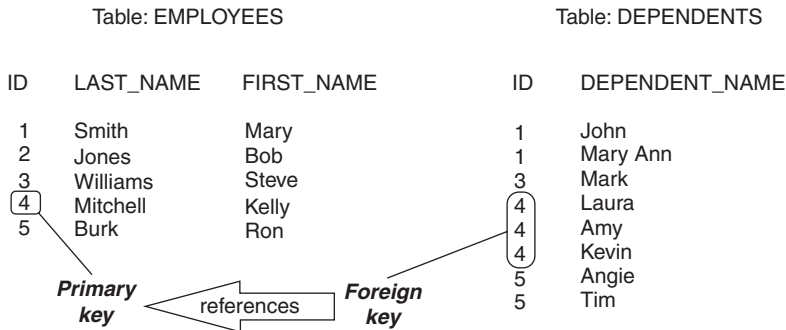 Table: EMPLOYEES Table: DEPENDENTS
ID LAST_NAME FIRST_NAME ID DEPENDENT_NAME
1 Smith Mary 1 John
2 Jones Bob 1 Mary Ann
3 Williams Steve 3 Mark
4 Mitchell Kelly 4 Laura
5 Burk Ron 4 Amy
4 Kevin
5 Angie
5 Tim
Primary key references Foreign key